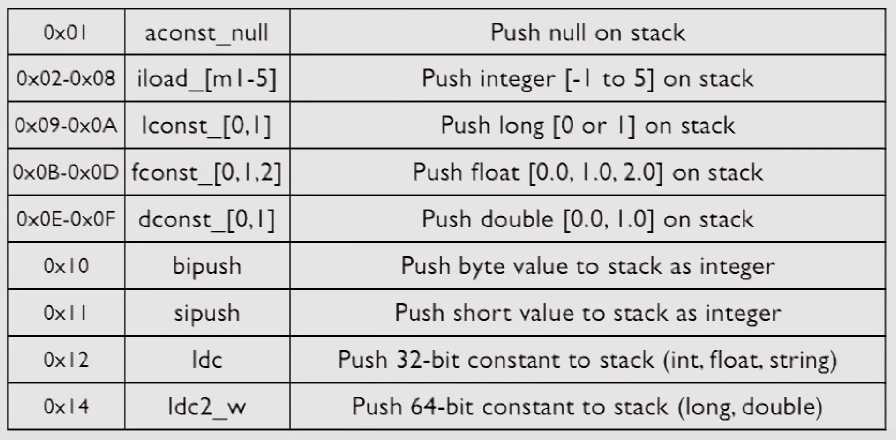 0x01 aconst_null Push null on stack
0x02-0x08 iload_[m1-5] Push integer [-1 to 5] on stack
0x09-0x0A lconst_[0,1] Push long [0 or 1] on stack
0x0B-0x0D fconst_[0,1,2] Push float [0.0, 1.0, 2.0] on stack
0x0E-0x0F dconst_[0,1] Push double [0.0, 1.0] on stack
0x10 bipush Push byte value to stack as integer
0x11 sipush Push short value to stack as integer
0x12 ldc Push 32-bit constant to stack (int, float, string)
0x14 ldc2_w Push 64-bit constant to stack (long, double)